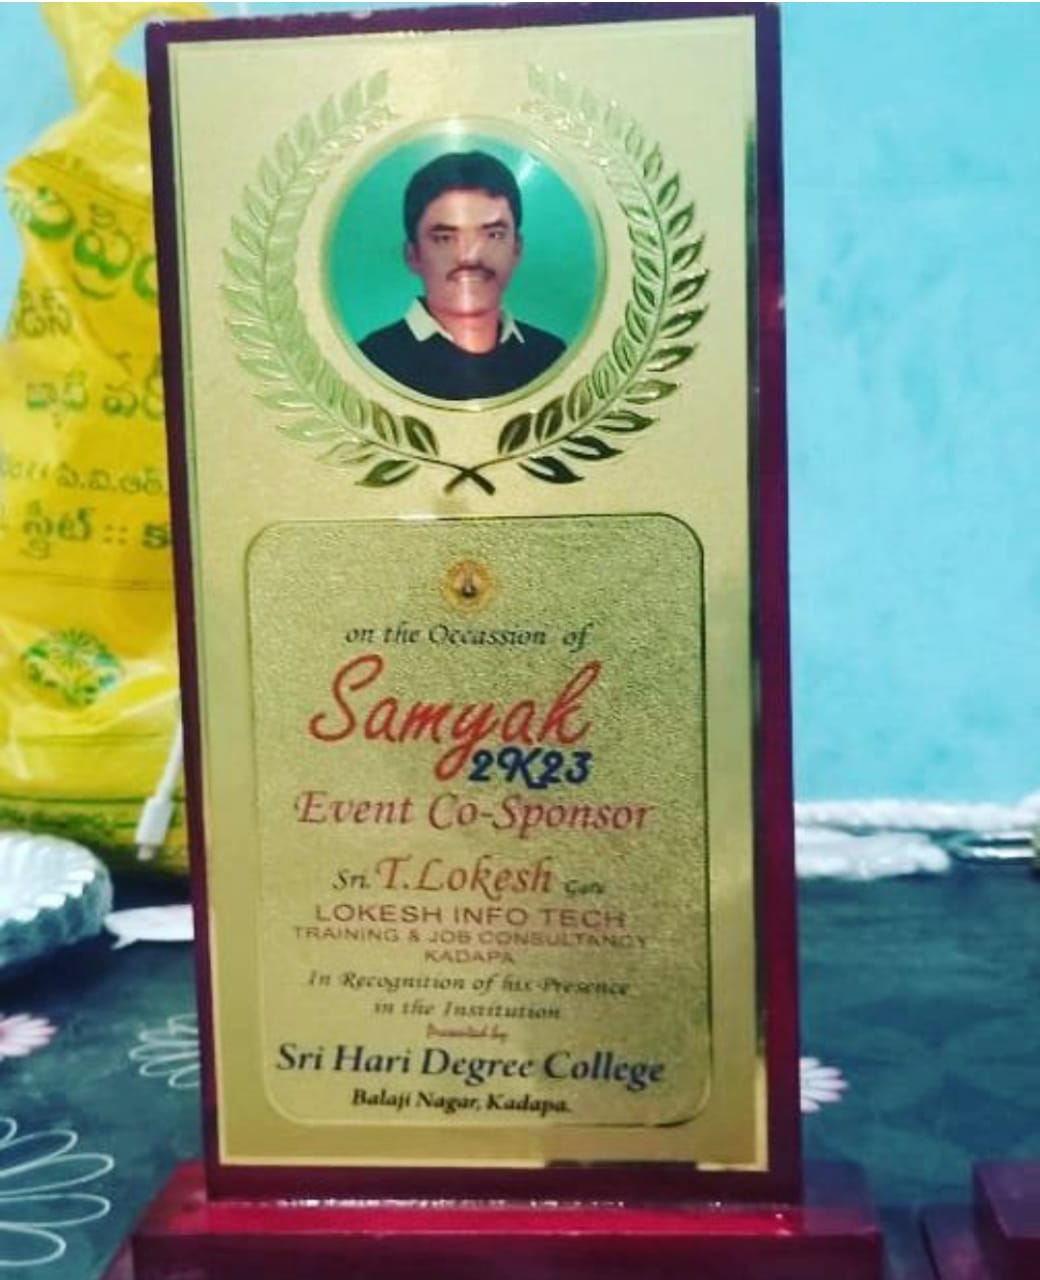 on the Occassion of
Samyak
2K23
Event Co-Sponsor
Sri. T.Lokesh Garu
LOKESH INFO TECH
TRAINING & JOB CONSULTANCY
KADAPA
In Recognition of his Presence
in the Institution
Presented by
Sri Hari Degree College
Balaji Nagar, Kadapa.
పి.వి.ఆర్.
స్ట్రీట్ :: క